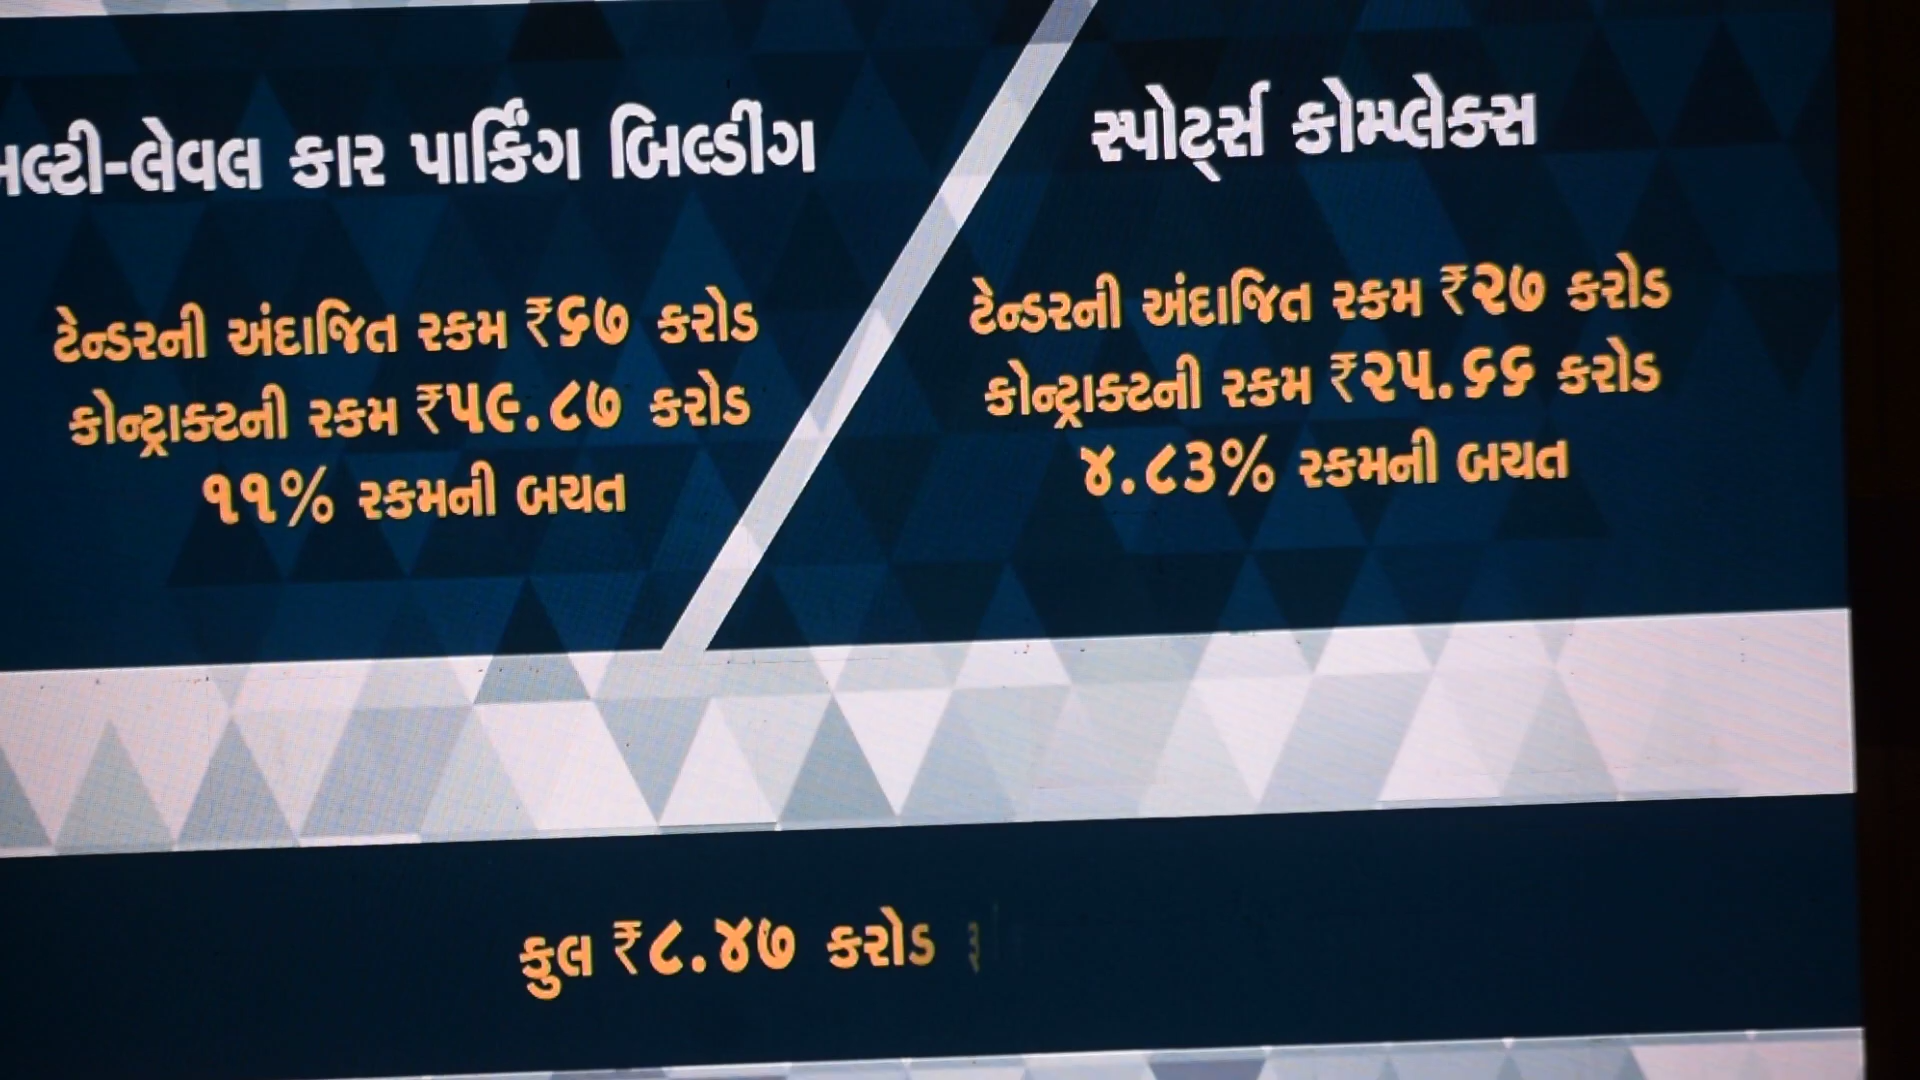 મલ્ટી-લેવલ કાર પાર્કિંગ બિલ્ડીંગ
ટેન્ડરની અંદાજિત રકમ ₹૬૭ કરોડ
કોન્ટ્રાક્ટની રકમ ₹૫૯.૮૭ કરોડ
૧૧% રકમની બચત
સ્પોર્ટ્સ કોમ્પ્લેક્સ
ટેન્ડરની અંદાજિત રકમ ₹૨૭ કરોડ
કોન્ટ્રાક્ટની રકમ ₹૨૫.૬૬ કરોડ
૪.૮૩% રકમની બચત
કુલ ₹૮.૪૭ કરોડ